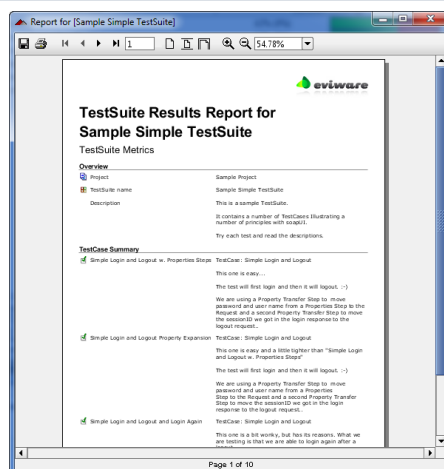 Report for [Sample Simple TestSuite]
1
54.78%
eviware
TestSuite Results Report for
Sample Simple TestSuite
TestSuite Metrics
Overview
Project Sample Project
TestSuite name Sample Simple TestSuite
Description This is a sample TestSuite.
It contains a number of TestCases illustrating a
number of principles with soapUI.
Try each test and read the descriptions.
TestCase Summary
Simple Login and Logout w. Properties Steps TestCase: Simple Login and Logout
This one is easy...
The test will first login and then it will logout. :-)
We are using a Property Transfer Step to move
password and user name from a Properties Step to the
Request and a second Property Transfer Step to move
the sessionID we got in the login response to the
logout request..
Simple Login and Logout Property Expansion TestCase: Simple Login and Logout
This one is easy and a little tighter than "Simple Login
and Logout w. Properties Steps"
The test will first login and then it will logout. :-)
We are using a Property Transfer Step to move
password and user name from a Properties
Step to the Request and a second Property Transfer
Step to move the sessionID we got in the login
response to the logout request..
Simple Login and Logout and Login Again TestCase: Simple Login and Logout
This one is a bit wonky, but has its reasons. What we
are testing is that we are able to login again after a
Page 1 of 10